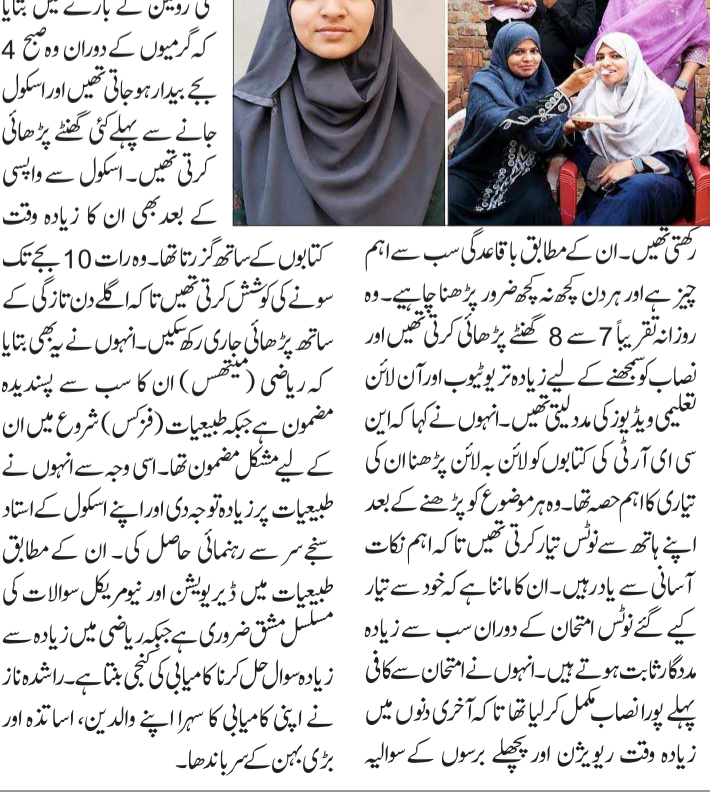 رکھتی تھیں۔ ان کے مطابق باقاعدگی سب سے اہم
چیز ہے اور ہر دن کچھ نہ کچھ ضرور پڑھنا چاہیے۔ وہ
روزانہ تقریباً 7 سے 8 گھنٹے پڑھائی کرتی تھیں اور
نصاب کو سمجھنے کے لیے زیادہ تر یوٹیوب اور آن لائن
تعلیمی ویڈیوز کی مدد لیتی تھیں۔ انہوں نے کہا کہ این
سی ای آر ٹی کی کتابوں کو لائن بہ لائن پڑھنا ان کی
تیاری کا اہم حصہ تھا۔ وہ ہر موضوع کو پڑھنے کے بعد
اپنے ہاتھ سے نوٹس تیار کرتی تھیں تاکہ اہم نکات
آسانی سے یاد رہیں۔ ان کا ماننا ہے کہ خود سے تیار
کیے گئے نوٹس امتحان کے دوران سب سے زیادہ
مددگار ثابت ہوتے ہیں۔ انہوں نے امتحان سے کافی
پہلے پورا نصاب مکمل کر لیا تھا تاکہ آخری دنوں میں
زیادہ وقت ریویژن اور پچھلے برسوں کے سوالیہ
کی روٹین کے بارے میں بتایا
کہ گرمیوں کے دوران وہ صبح 4
بجے بیدار ہو جاتی تھیں اور اسکول
جانے سے پہلے کئی گھنٹے پڑھائی
کرتی تھیں۔ اسکول سے واپسی
کے بعد بھی ان کا زیادہ وقت
کتابوں کے ساتھ گزرتا تھا۔ وہ رات 10 بجے تک
سونے کی کوشش کرتی تھیں تاکہ اگلے دن تازگی کے
ساتھ پڑھائی جاری رکھ سکیں۔ انہوں نے یہ بھی بتایا
کہ ریاضی (میتھس) ان کا سب سے پسندیدہ
مضمون ہے جبکہ طبیعیات (فزکس) شروع میں ان
کے لیے مشکل مضمون تھا۔ اسی وجہ سے انہوں نے
طبیعیات پر زیادہ توجہ دی اور اپنے اسکول کے استاد
سنجے سر سے رہنمائی حاصل کی۔ ان کے مطابق
طبیعیات میں ڈیریویشن اور نیومریکل سوالات کی
مسلسل مشق ضروری ہے جبکہ ریاضی میں زیادہ سے
زیادہ سوال حل کرنا کامیابی کی کنجی بنتا ہے۔ راشدہ ناز
نے اپنی کامیابی کا سہرا اپنے والدین، اساتذہ اور
بڑی بہن کے سر باندھا۔